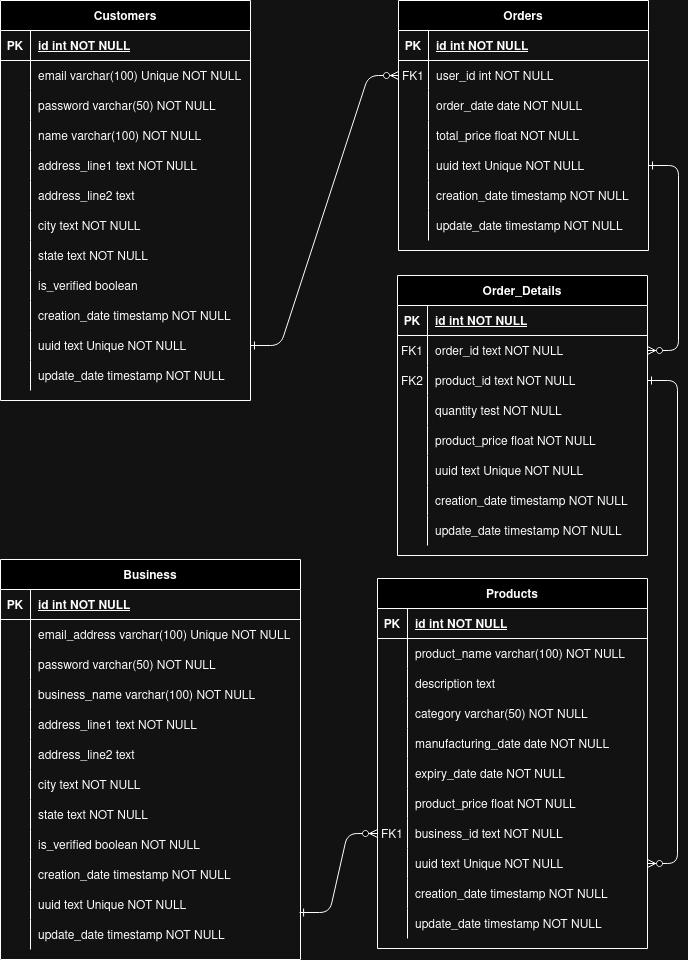 Customers
PK id int NOT NULL
email varchar(100) Unique NOT NULL
password varchar(50) NOT NULL
name varchar(100) NOT NULL
address_line1 text NOT NULL
address_line2 text
city text NOT NULL
state text NOT NULL
is_verified boolean
creation_date timestamp NOT NULL
uuid text Unique NOT NULL
update_date timestamp NOT NULL
Orders
PK id int NOT NULL
FK1 user_id int NOT NULL
order_date date NOT NULL
total_price float NOT NULL
uuid text Unique NOT NULL
creation_date timestamp NOT NULL
update_date timestamp NOT NULL
Order_Details
PK id int NOT NULL
FK1 order_id text NOT NULL
FK2 product_id text NOT NULL
quantity test NOT NULL
product_price float NOT NULL
uuid text Unique NOT NULL
creation_date timestamp NOT NULL
update_date timestamp NOT NULL
Business
PK id int NOT NULL
email_address varchar(100) Unique NOT NULL
password varchar(50) NOT NULL
business_name varchar(100) NOT NULL
address_line1 text NOT NULL
address_line2 text
city text NOT NULL
state text NOT NULL
is_verified boolean NOT NULL
creation_date timestamp NOT NULL
uuid text Unique NOT NULL
update_date timestamp NOT NULL
Products
PK id int NOT NULL
product_name varchar(100) NOT NULL
description text
category varchar(50) NOT NULL
manufacturing_date date NOT NULL
expiry_date date NOT NULL
product_price float NOT NULL
FK1 business_id text NOT NULL
uuid text Unique NOT NULL
creation_date timestamp NOT NULL
update_date timestamp NOT NULL